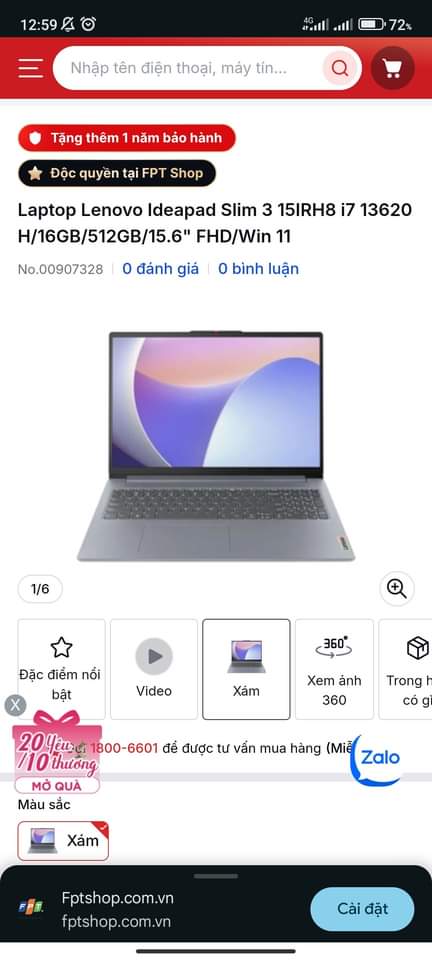 12:59
4G
72%
Nhập tên điện thoại, máy tín...
Tặng thêm 1 năm bảo hành
Độc quyền tại FPT Shop
Laptop Lenovo Ideapad Slim 3 15IRH8 i7 13620
H/16GB/512GB/15.6" FHD/Win 11
No.00907328 | 0 đánh giá | 0 bình luận
1/6
Đặc điểm nổi
bật
Video
Xám
360°
Xem ảnh
360
Trong h
có gì
X
20 Yêu
/10 thương
MỞ QUÀ
1800-6601 để được tư vấn mua hàng (Miễ
Zalo
Màu sắc
Xám
FPT
Fptshop.com.vn
fptshop.com.vn
Cài đặt